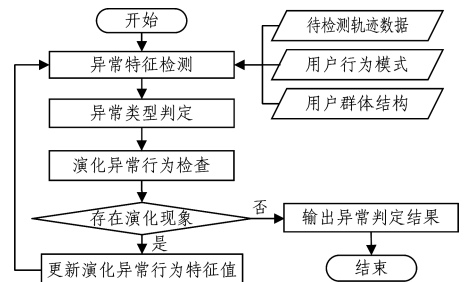 开始
待检测轨迹数据
异常特征检测
用户行为模式
用户群体结构
异常类型判定
演化异常行为检查
存在演化现象
否
输出异常判定结果
是
更新演化异常行为特征值
结束